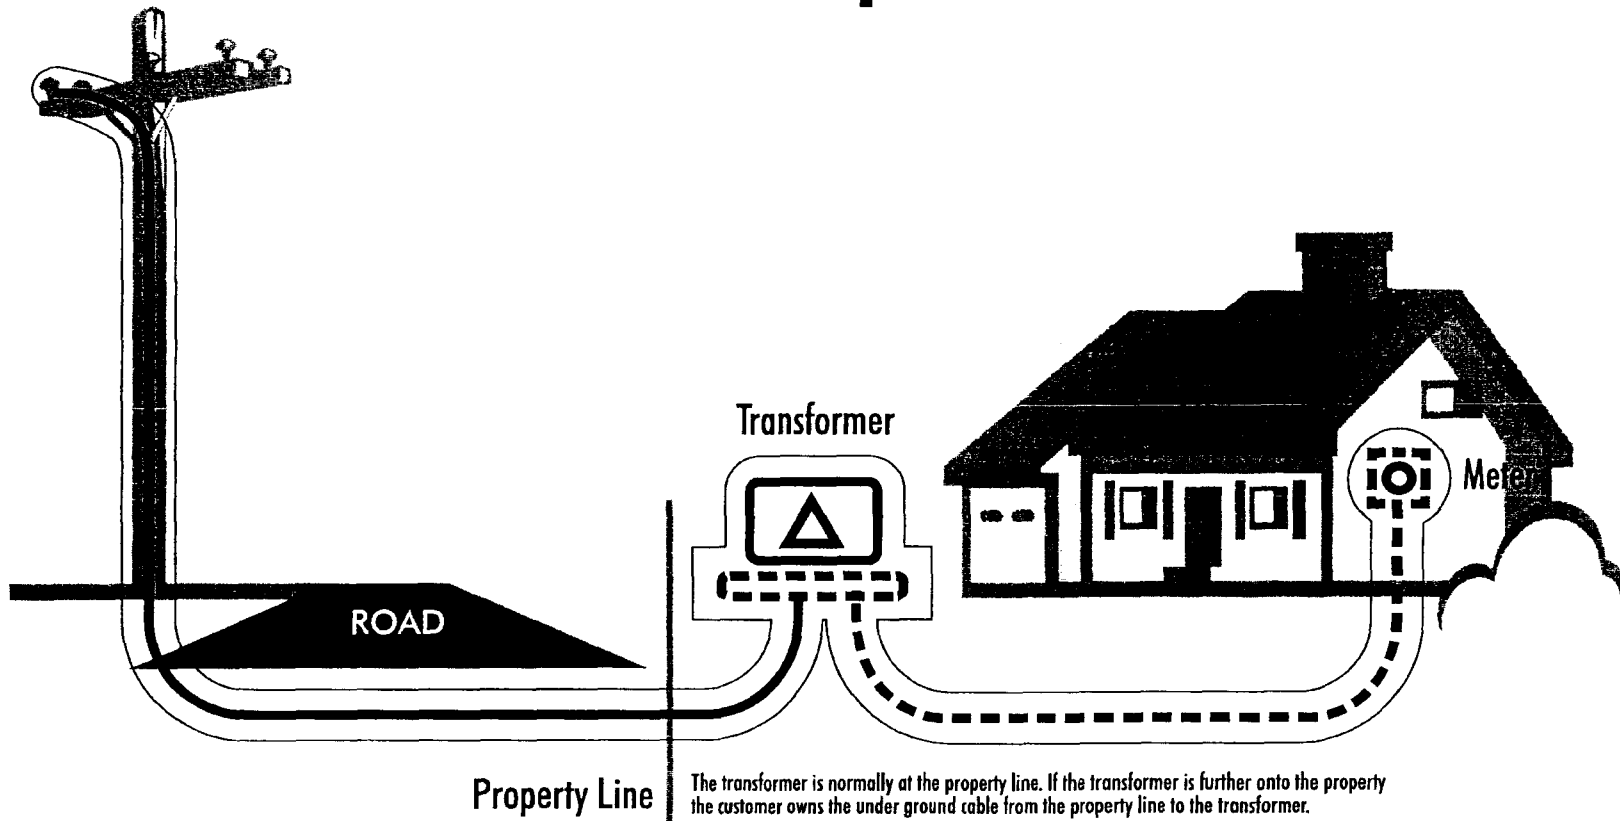 Transformer
Meter
ROAD
Property Line
The transformer is normally at the property line. If the transformer is further onto the property
the customer owns the under ground cable from the property line to the transformer.